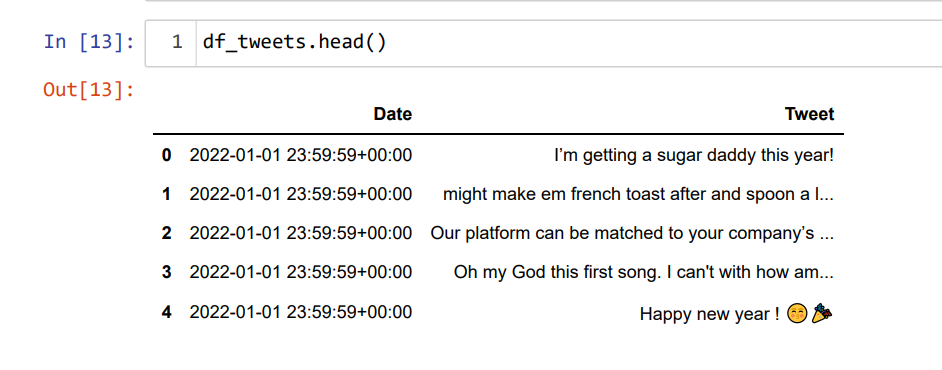 In [13]: 1 df_tweets.head()
Out[13]:
Date Tweet
0 2022-01-01 23:59:59+00:00 I’m getting a sugar daddy this year!
1 2022-01-01 23:59:59+00:00 might make em french toast after and spoon a l...
2 2022-01-01 23:59:59+00:00 Our platform can be matched to your company’s ...
3 2022-01-01 23:59:59+00:00 Oh my God this first song. I can't with how am...
4 2022-01-01 23:59:59+00:00 Happy new year ! 😊🎉